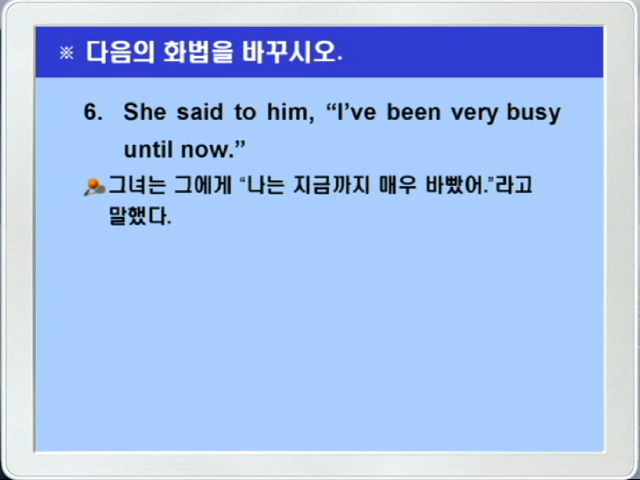 ※ 다음의 화법을 바꾸시오.
6. She said to him, “I’ve been very busy
until now.”
그녀는 그에게 “나는 지금까지 매우 바빴어.”라고
말했다.